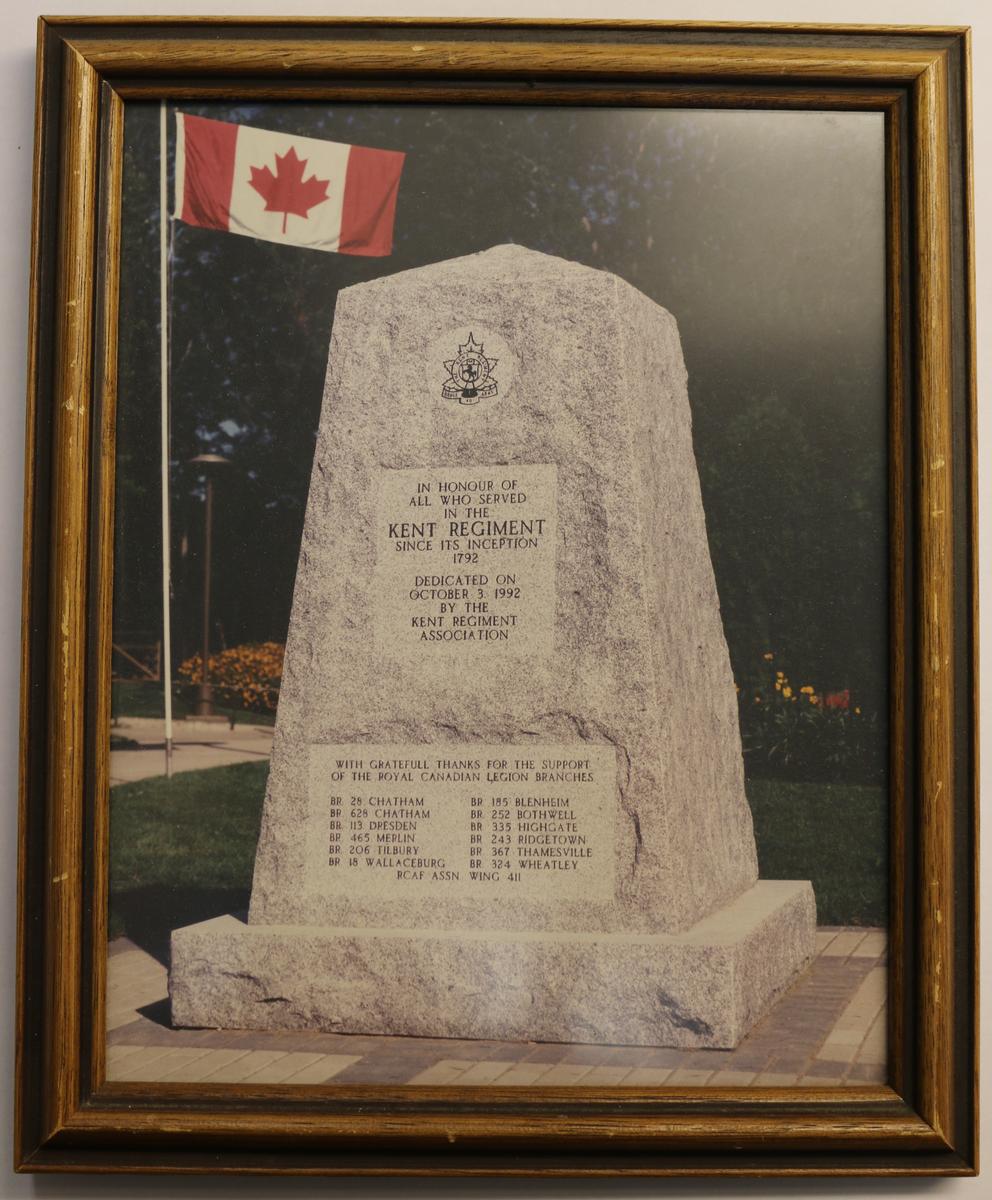 THE KENT REGIMENT
IN HONOUR OF
ALL WHO SERVED
IN THE
KENT REGIMENT
SINCE ITS INCEPTION
1792
DEDICATED ON
OCTOBER 3, 1992
BY THE
KENT REGIMENT
ASSOCIATION
WITH GRATEFULL THANKS FOR THE SUPPORT
OF THE ROYAL CANADIAN LEGION BRANCHES
BR. 28 CHATHAM
BR. 628 CHATHAM
BR. 113 DRESDEN
BR. 465 MERLIN
BR. 206 TILBURY
BR. 18 WALLACEBURG
BR. 185 BLENHEIM
BR. 252 BOTHWELL
BR. 335 HIGHGATE
BR. 243 RIDGETOWN
BR. 367 THAMESVILLE
BR. 324 WHEATLEY
RCAF ASSN. WING 411